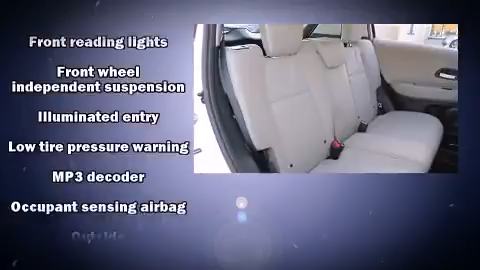 Front reading lights
Front wheel
independent suspension
Illuminated entry
Low tire pressure warning
MP3 decoder
Occupant sensing airbag